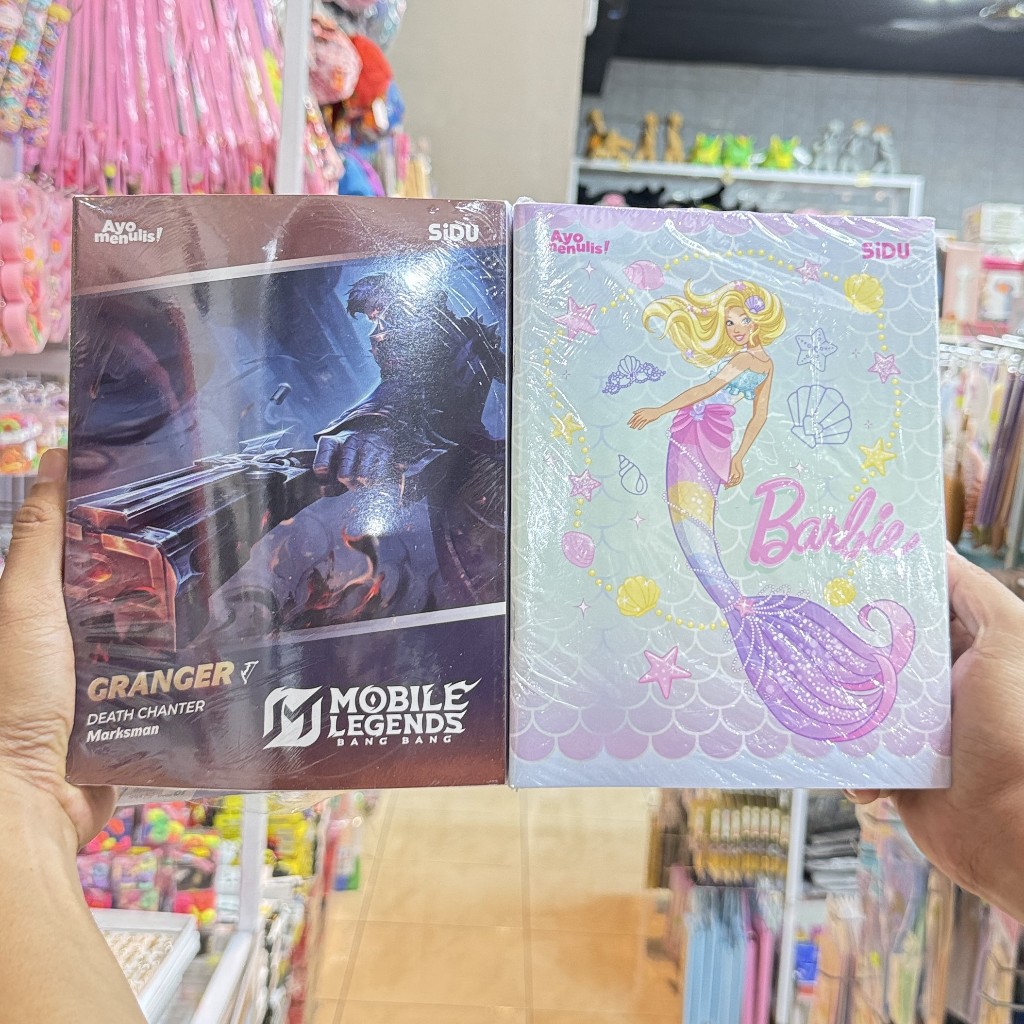 Ayo
menulis!
SiDU
GRANGER
DEATH CHANTER
Marksman
MOBILE
LEGENDS
BANG BANG
Ayo
menulis!
SiDU
Barbie